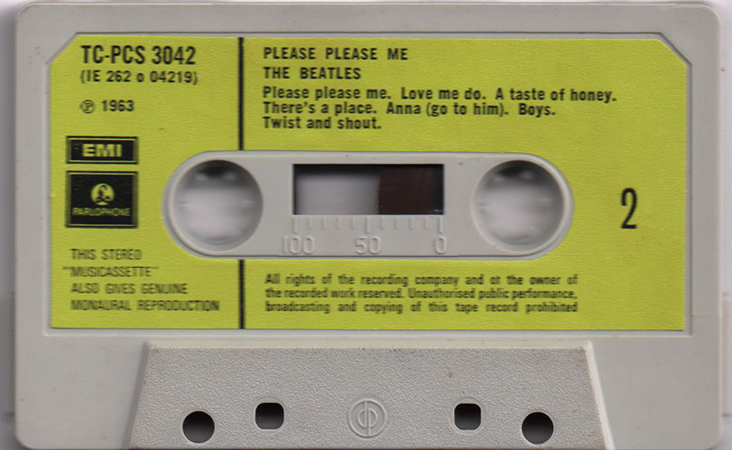 TC-PCS 3042
(IE 262 o 04219)
℗ 1963
EMI
PARLOPHONE
THIS STEREO
"MUSICASSETTE"
ALSO GIVES GENUINE
MONAURAL REPRODUCTION
PLEASE PLEASE ME
THE BEATLES
Please please me. Love me do. A taste of honey.
There's a place. Anna (go to him). Boys.
Twist and shout.
100 50 0
2
All rights of the recording company and or the owner of
the recorded work reserved. Unauthorised public performance,
broadcasting and copying of this tape record prohibited